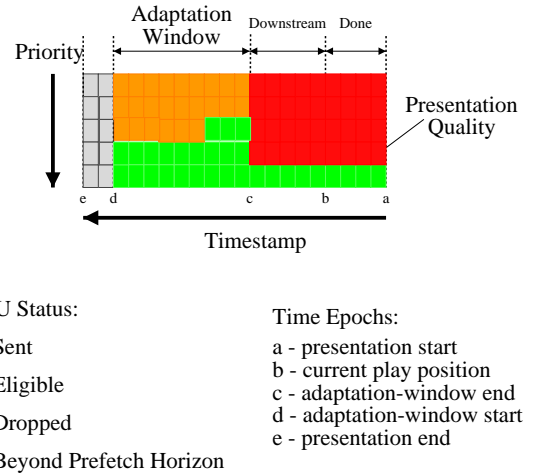 Adaptation
Window
Downstream
Done
Priority
Presentation
Quality
e d c b a
Timestamp
U Status:
Sent
Eligible
Dropped
Beyond Prefetch Horizon
Time Epochs:
a - presentation start
b - current play position
c - adaptation-window end
d - adaptation-window start
e - presentation end